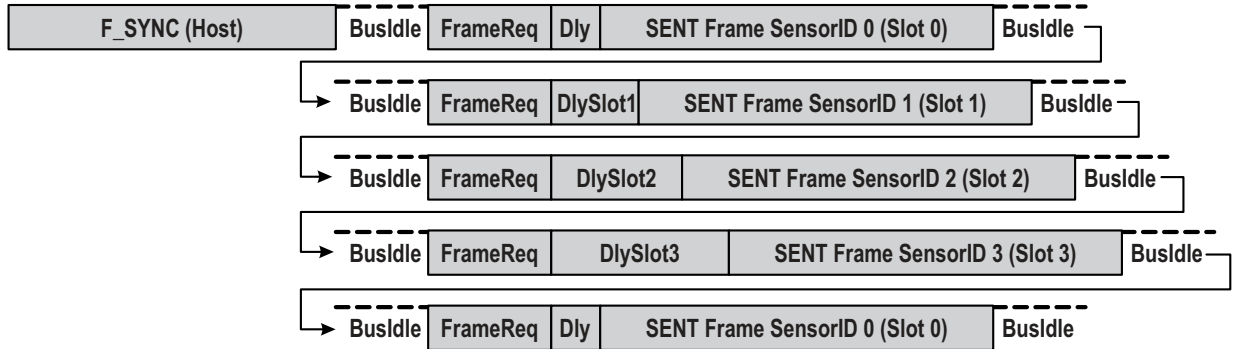 F_SYNC (Host) BusIdle FrameReq Dly SENT Frame SensorID 0 (Slot 0) BusIdle
BusIdle FrameReq DlySlot1 SENT Frame SensorID 1 (Slot 1) BusIdle
BusIdle FrameReq DlySlot2 SENT Frame SensorID 2 (Slot 2) BusIdle
BusIdle FrameReq DlySlot3 SENT Frame SensorID 3 (Slot 3) BusIdle
BusIdle FrameReq Dly SENT Frame SensorID 0 (Slot 0) BusIdle